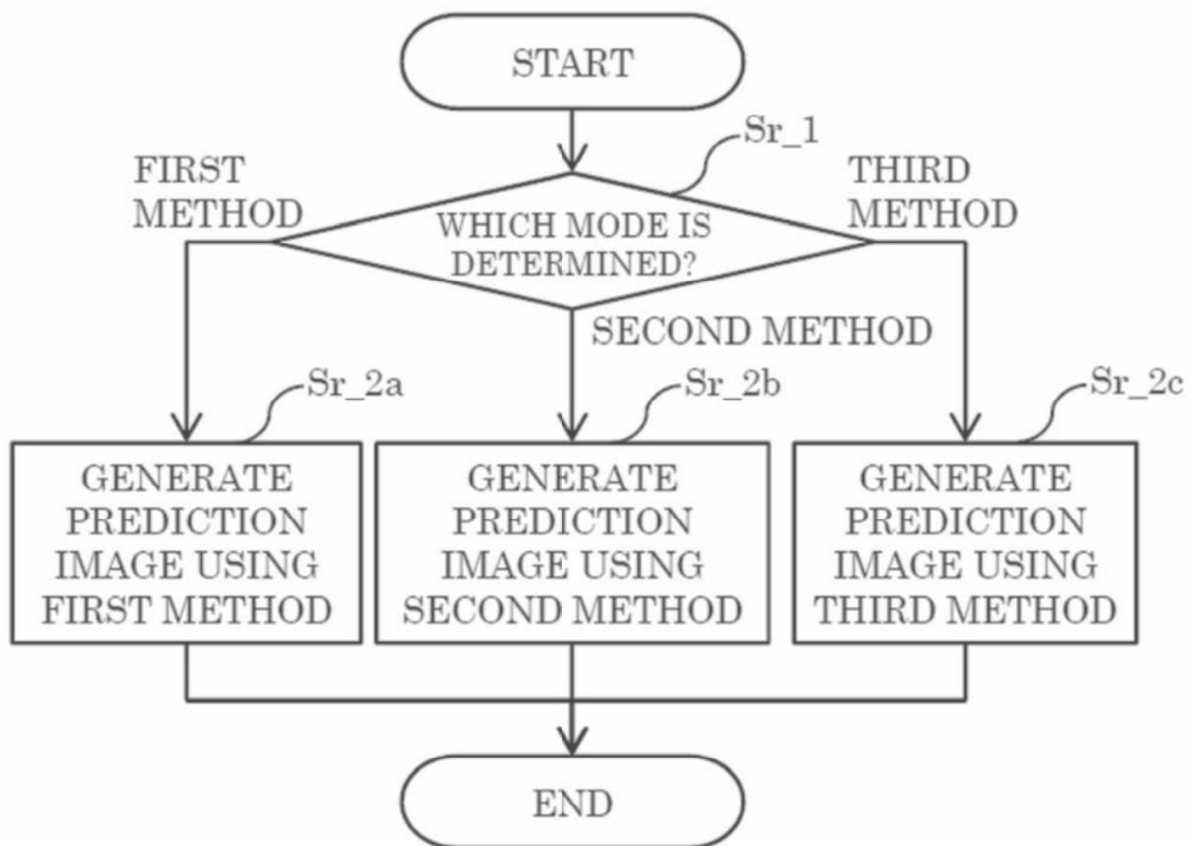 START
Sr_1
FIRST
METHOD
THIRD
METHOD
WHICH MODE IS
DETERMINED?
SECOND METHOD
Sr_2a
Sr_2b
Sr_2c
GENERATE
PREDICTION
IMAGE USING
FIRST METHOD
GENERATE
PREDICTION
IMAGE USING
SECOND METHOD
GENERATE
PREDICTION
IMAGE USING
THIRD METHOD
END